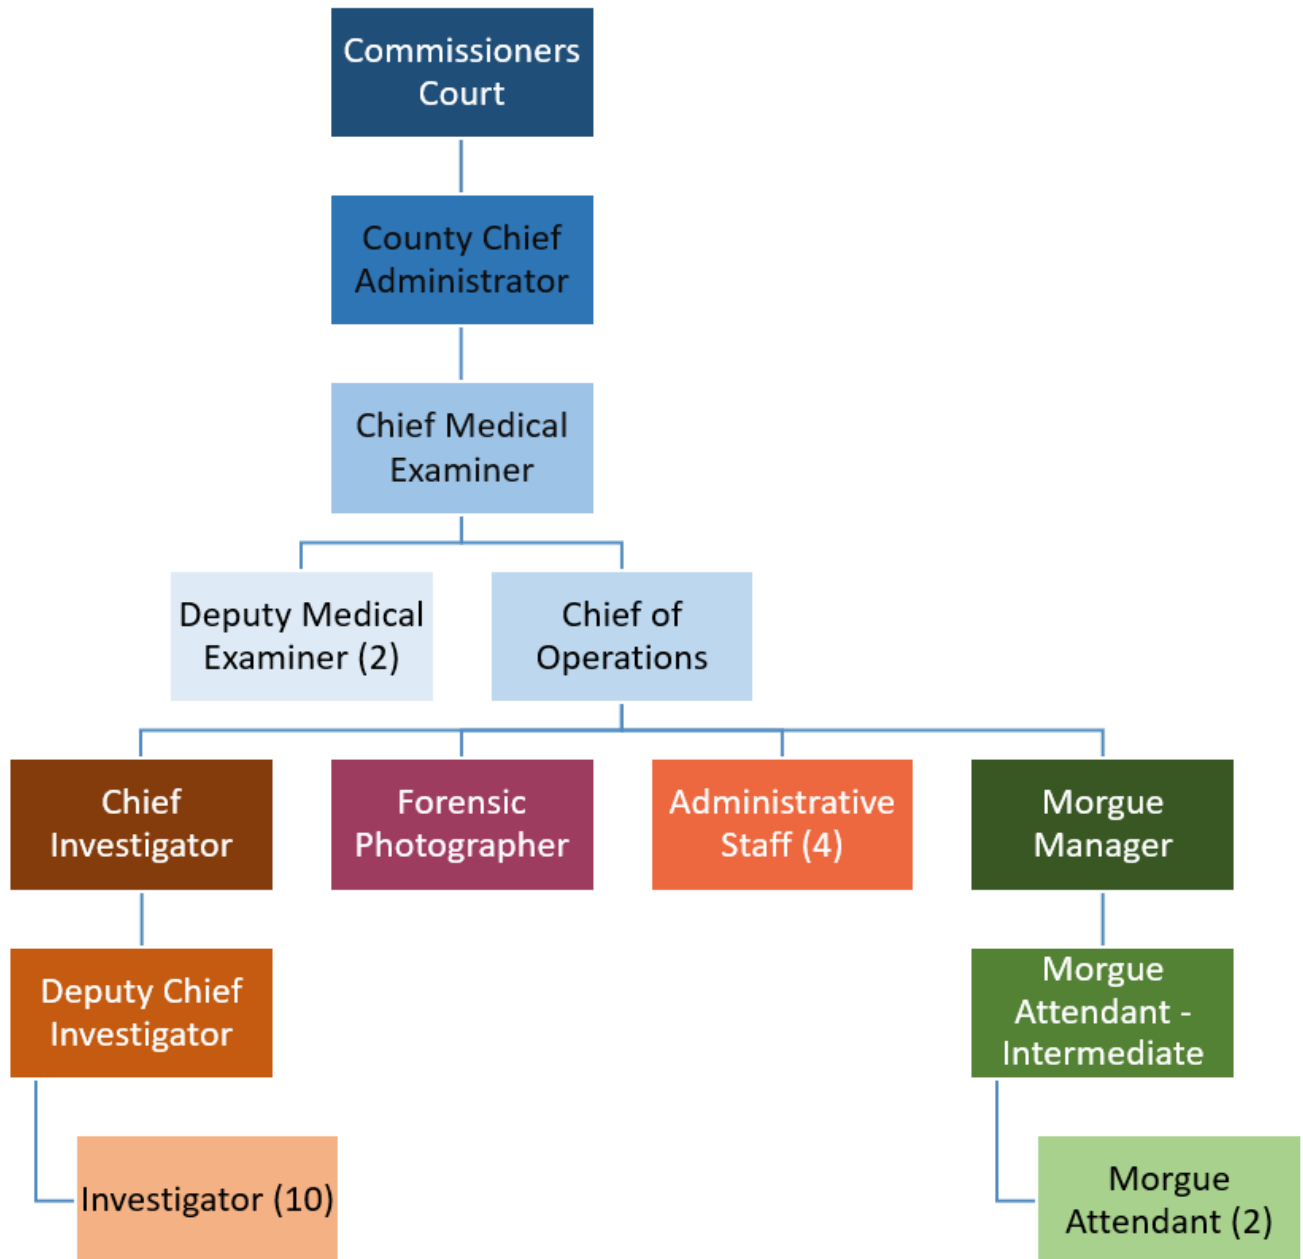 Commissioners
Court
County Chief
Administrator
Chief Medical
Examiner
Deputy Medical
Examiner (2)
Chief of
Operations
Chief
Investigator
Forensic
Photographer
Administrative
Staff (4)
Morgue
Manager
Deputy Chief
Investigator
Morgue
Attendant -
Intermediate
Investigator (10)
Morgue
Attendant (2)